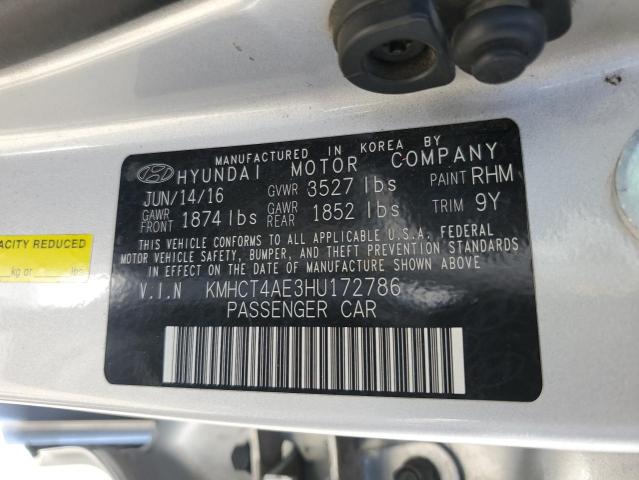 MANUFACTURED IN KOREA BY
HYUNDAI MOTOR COMPANY
JUN/14/16 GVWR 3527 lbs PAINT RHM
GAWR FRONT 1874 lbs GAWR REAR 1852 lbs TRIM 9Y
THIS VEHICLE CONFORMS TO ALL APPLICABLE U.S.A. FEDERAL
MOTOR VEHICLE SAFETY, BUMPER, AND THEFT PREVENTION STANDARDS
IN EFFECT ON THE DATE OF MANUFACTURE SHOWN ABOVE
V.I.N KMHCT4AE3HU172786
PASSENGER CAR
ACITY REDUCED
kg or lbs